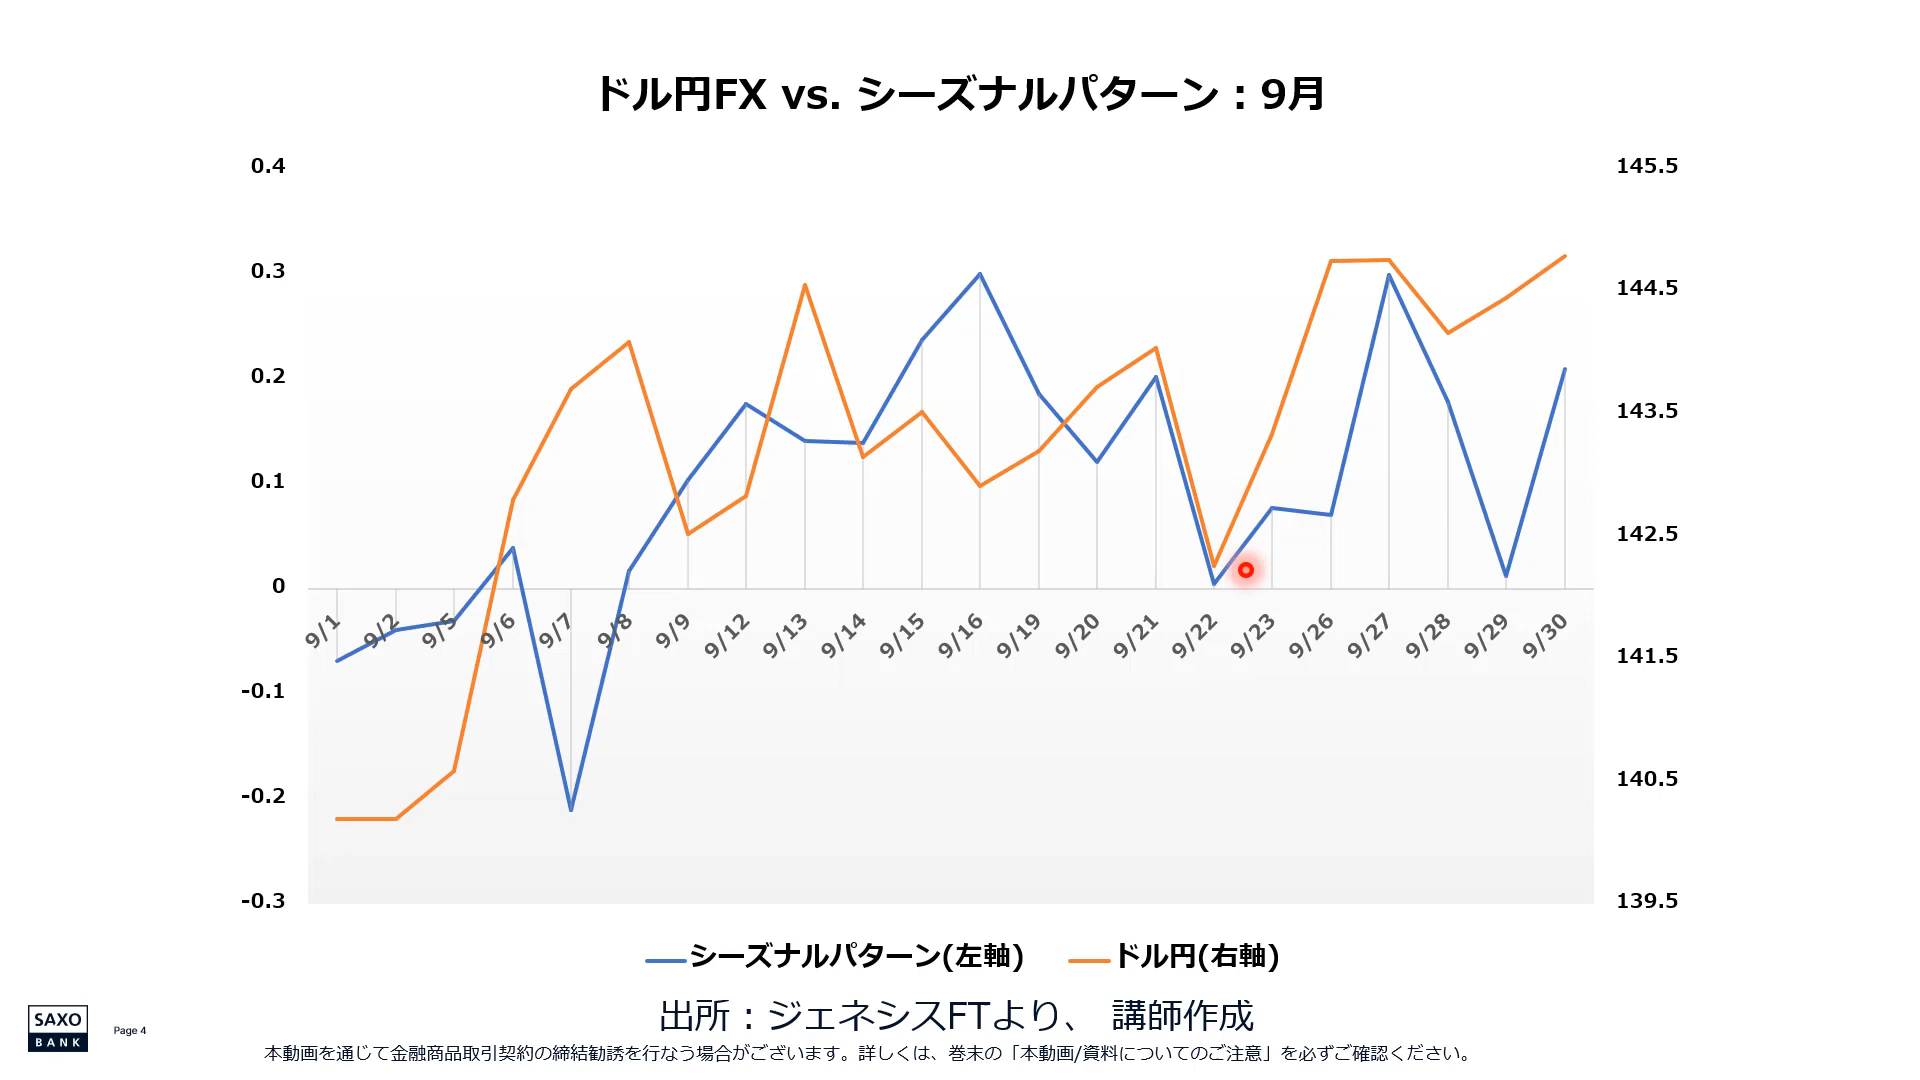 ドル円FX vs. シーズナルパターン：9月
0.4
0.3
0.2
0.1
0
-0.1
-0.2
-0.3
145.5
144.5
143.5
142.5
141.5
140.5
139.5
9/1 9/2 9/5 9/6 9/7 9/8 9/9 9/12 9/13 9/14 9/15 9/16 9/19 9/20 9/21 9/22 9/23 9/26 9/27 9/28 9/29 9/30
シーズナルパターン(左軸) ドル円(右軸)
出所：ジェネシスFTより、 講師作成
SAXO
BANK
Page 4
本動画を通じて金融商品取引契約の締結勧誘を行なう場合がございます。詳しくは、巻末の「本動画/資料についてのご注意」を必ずご確認ください。